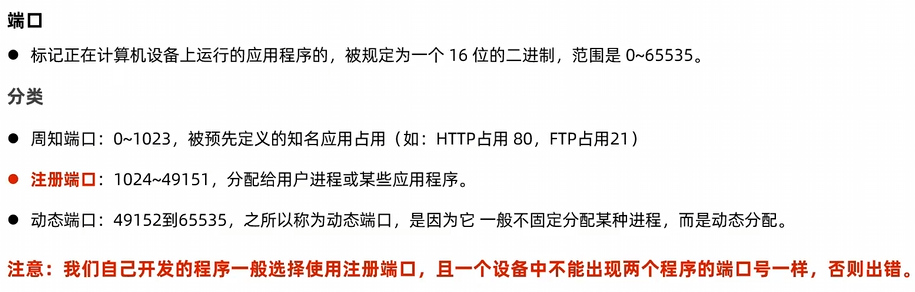 端口
● 标记正在计算机设备上运行的应用程序的，被规定为一个 16 位的二进制，范围是 0~65535。
分类
● 周知端口：0~1023，被预先定义的知名应用占用（如：HTTP占用 80，FTP占用21）
● 注册端口：1024~49151，分配给用户进程或某些应用程序。
● 动态端口：49152到65535，之所以称为动态端口，是因为它 一般不固定分配某种进程，而是动态分配。
注意：我们自己开发的程序一般选择使用注册端口，且一个设备中不能出现两个程序的端口号一样，否则出错。